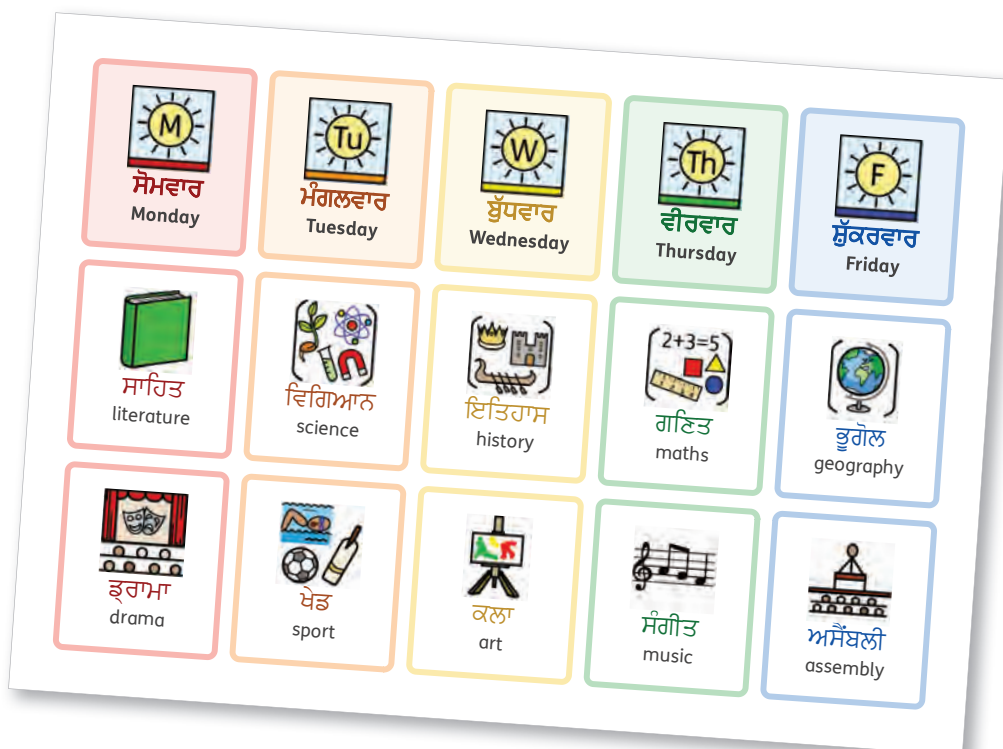 M
ਸੋਮਵਾਰ
Monday
Tu
ਮੰਗਲਵਾਰ
Tuesday
W
ਬੁੱਧਵਾਰ
Wednesday
Th
ਵੀਰਵਾਰ
Thursday
F
ਸ਼ੁੱਕਰਵਾਰ
Friday
ਸਾਹਿਤ
literature
ਵਿਗਿਆਨ
science
ਇਤਿਹਾਸ
history
2+3=5
ਗਣਿਤ
maths
ਭੂਗੋਲ
geography
ਡ੍ਰਾਮਾ
drama
ਖੇਡ
sport
ਕਲਾ
art
ਸੰਗੀਤ
music
ਅਸੈਂਬਲੀ
assembly